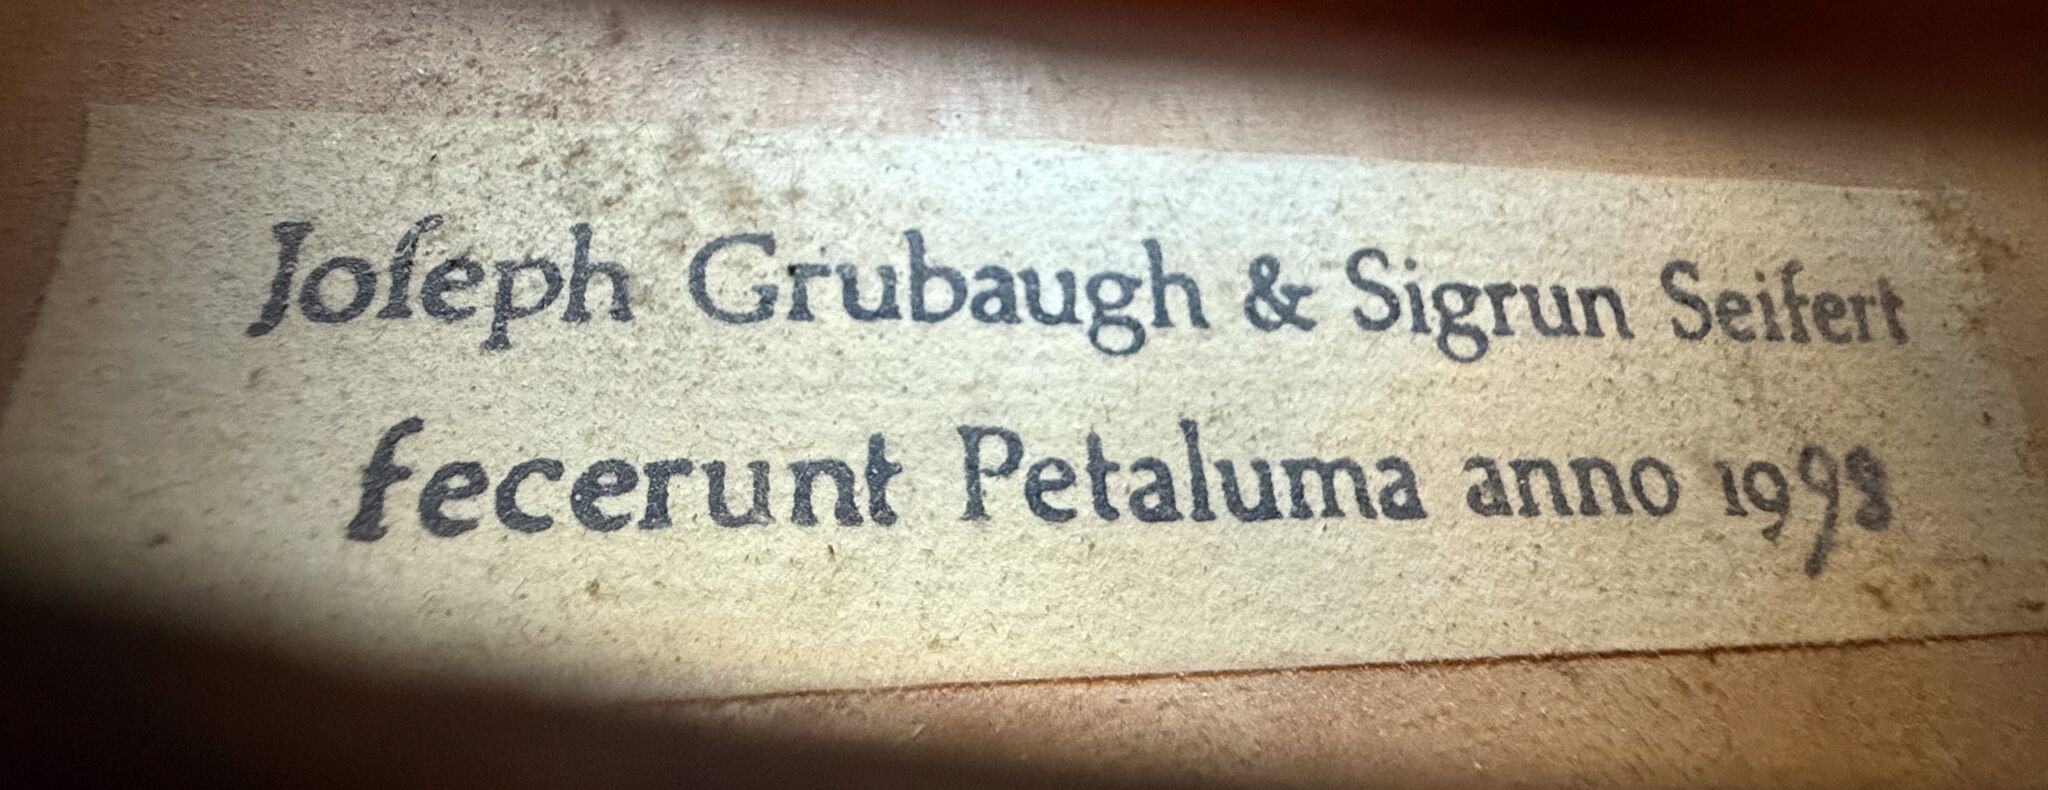 Joſeph Grubaugh & Sigrun Seifert
fecerunt Petaluma anno 1998